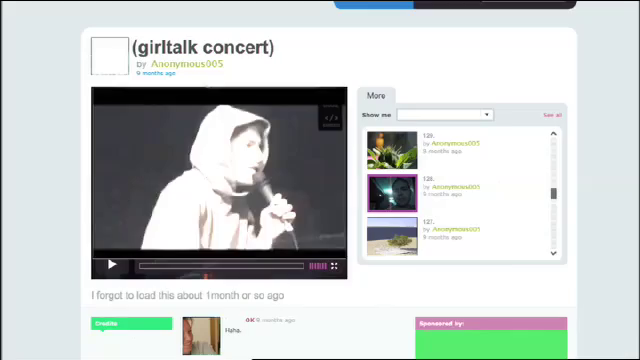 (girltalk concert)
by Anonymous005
9 months ago
</>
More
Show me
See all
129.
by Anonymous005
9 months ago
128.
by Anonymous005
9 months ago
127.
by Anonymous005
9 months ago
I forgot to load this about 1month or so ago
Credits
9 months ago
Haha.
Sponsored by: